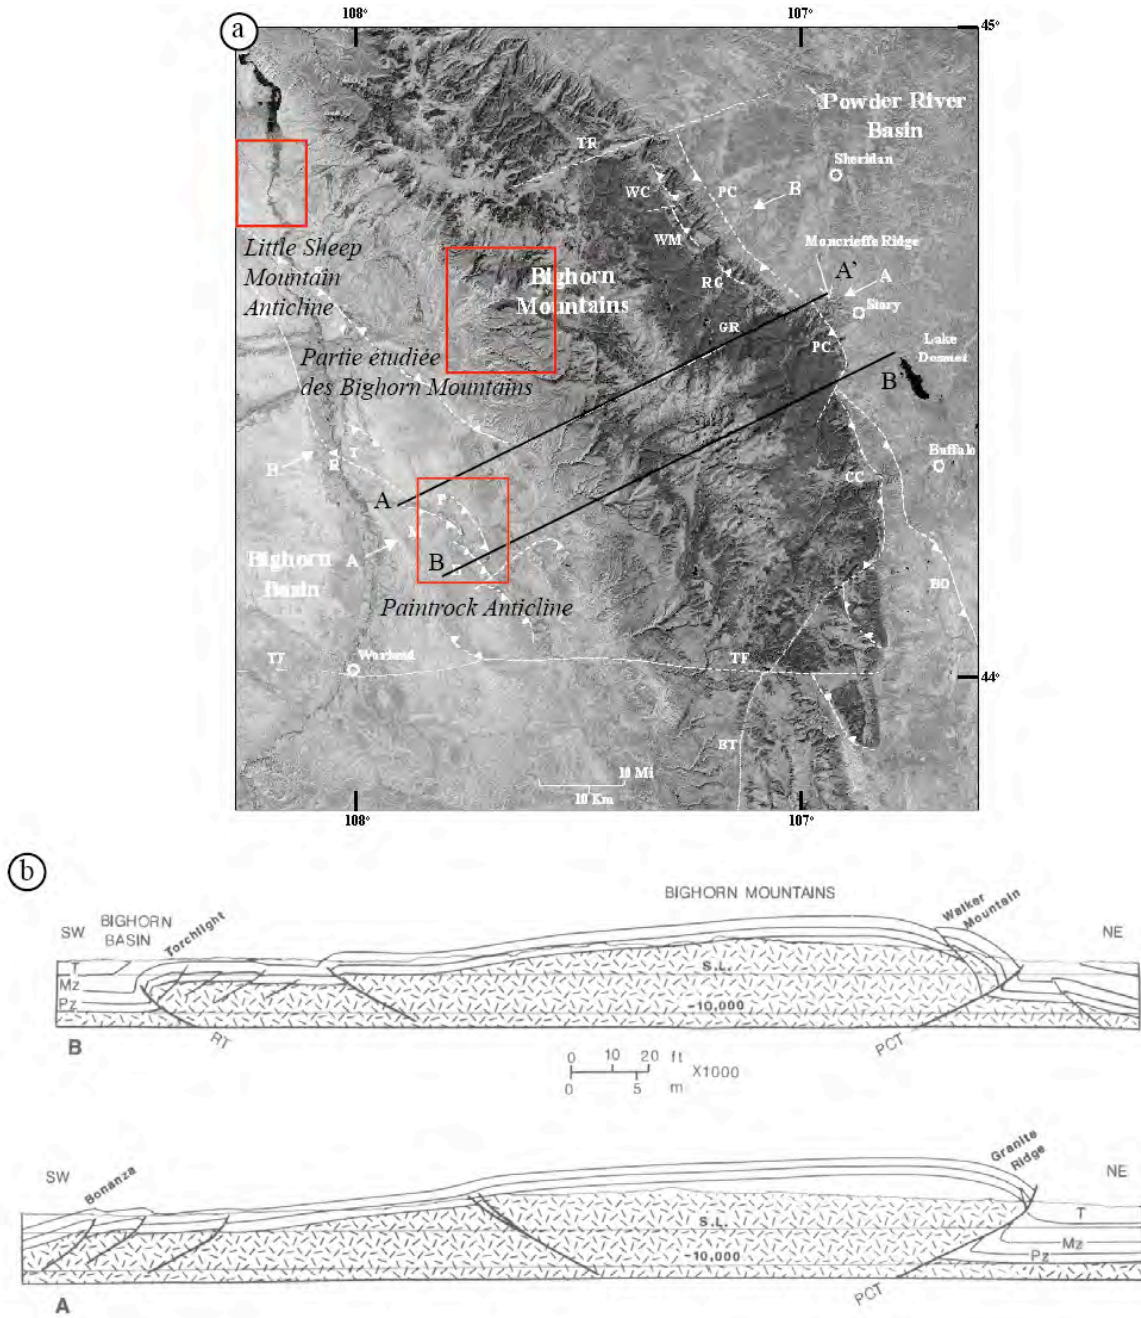 a
108°
107°
45°
Powder River
Basin
Sheridan
TR
WC
PC
B
WM
Moncrieffe Ridge
Little Sheep
Mountain
Anticline
Bighorn
Mountains
RG
A'
A
Story
GR
PC
Lake
Desmet
Partie étudiée
des Bighorn Mountains
B'
T
R
B
Buffalo
CC
A
P
M
Bighorn
Basin
A
B
BO
Paintrock Anticline
TF
Worland
TF
44°
BT
10 Mi
10 Km
108°
107°
b
BIGHORN MOUNTAINS
SW
BIGHORN
BASIN
Torchlight
Walker
Mountain
NE
T
Mz
Pz
S.L.
-10,000
B
RT
PCT
0 10 20 ft
X1000
0 5 m
SW
Bonanza
Granite
Ridge
NE
S.L.
T
-10,000
Mz
Pz
A
PCT